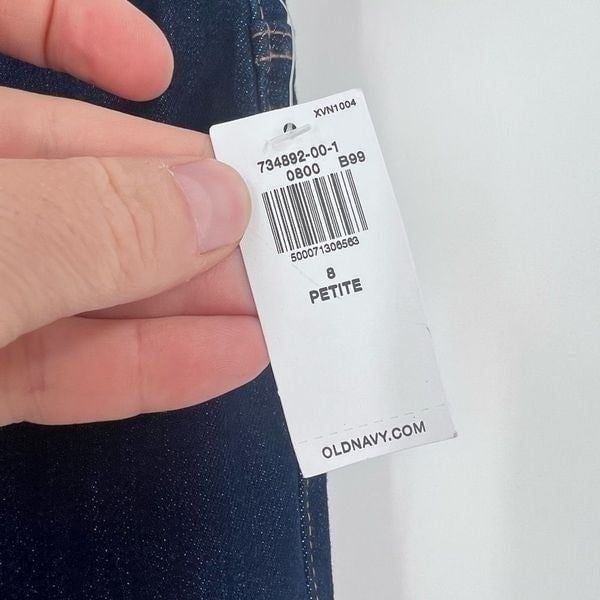 XVN1004
734892-00-1
0800 B99
500071306563
8
PETITE
OLDNAVY.COM